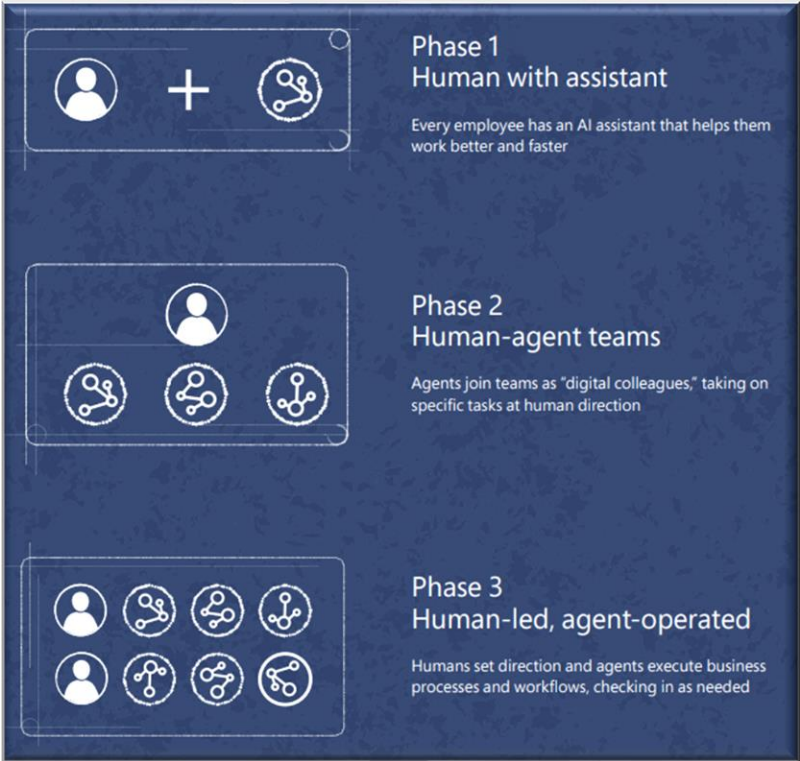 Phase 1
Human with assistant
Every employee has an AI assistant that helps them
work better and faster
Phase 2
Human-agent teams
Agents join teams as “digital colleagues,” taking on
specific tasks at human direction
Phase 3
Human-led, agent-operated
Humans set direction and agents execute business
processes and workflows, checking in as needed